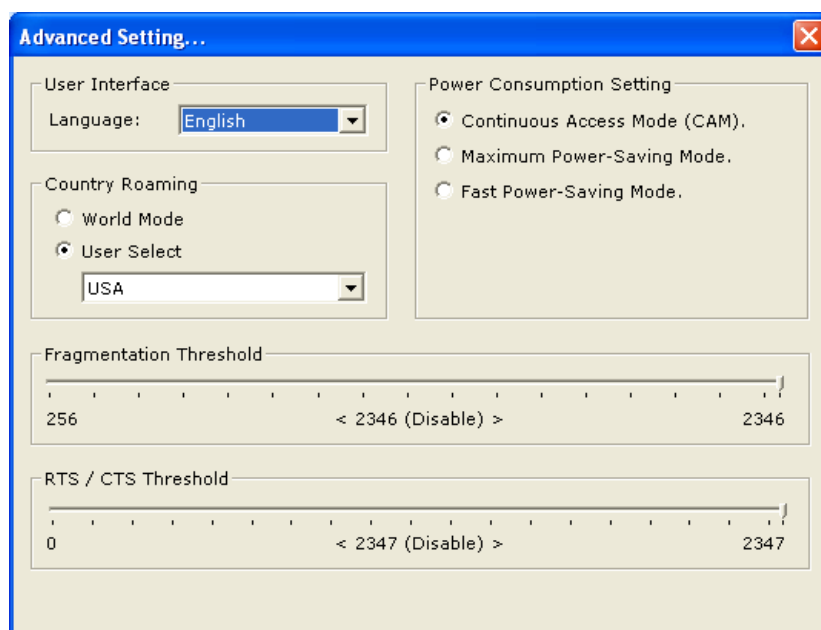 Advanced Setting...
User Interface
Language: English
Country Roaming
World Mode
User Select
USA
Power Consumption Setting
Continuous Access Mode (CAM).
Maximum Power-Saving Mode.
Fast Power-Saving Mode.
Fragmentation Threshold
256 < 2346 (Disable) > 2346
RTS / CTS Threshold
0 < 2347 (Disable) > 2347